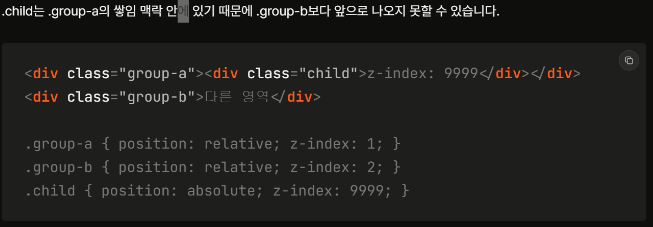 .child는 .group-a의 쌓임 맥락 안에 있기 때문에 .group-b보다 앞으로 나오지 못할 수 있습니다.
<div class="group-a"><div class="child">z-index: 9999</div></div>
<div class="group-b">다른 영역</div>
.group-a { position: relative; z-index: 1; }
.group-b { position: relative; z-index: 2; }
.child { position: absolute; z-index: 9999; }